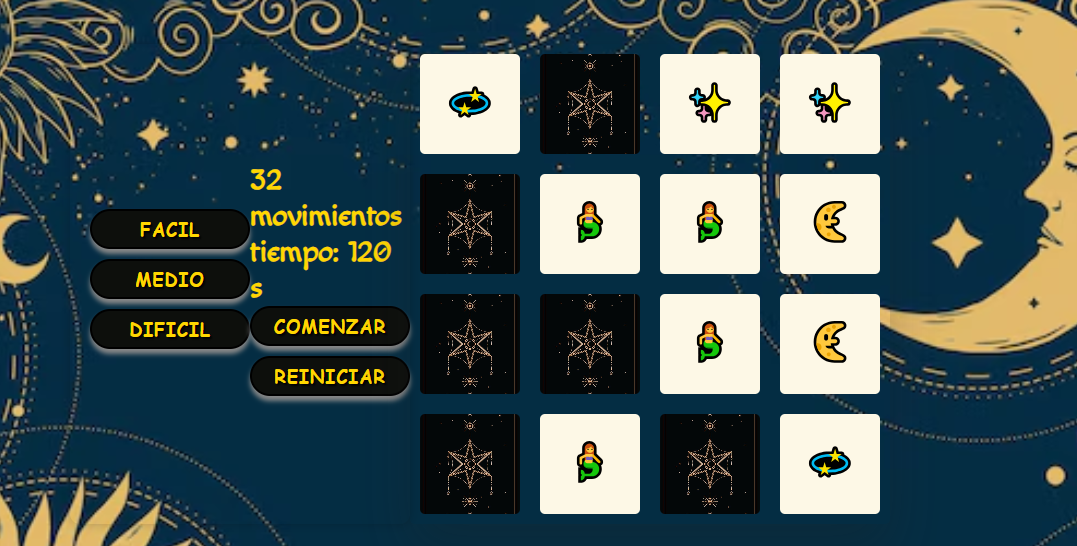 FACIL
MEDIO
DIFICIL
32
movimientos
tiempo: 120
s
COMENZAR
REINICIAR